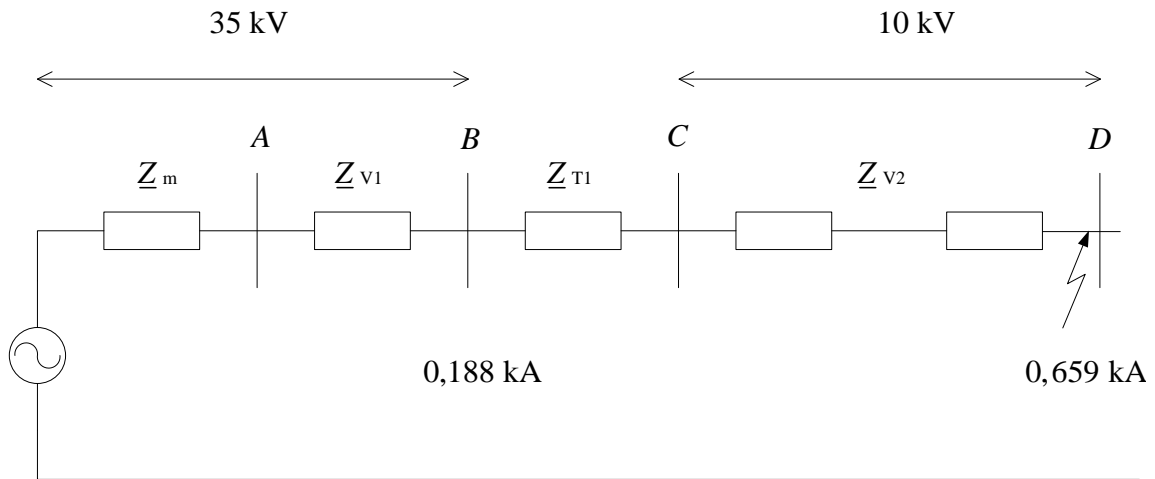 35 kV
10 kV
A
B
C
D
Z m
Z V1
Z T1
Z V2
0,188 kA
0,659 kA